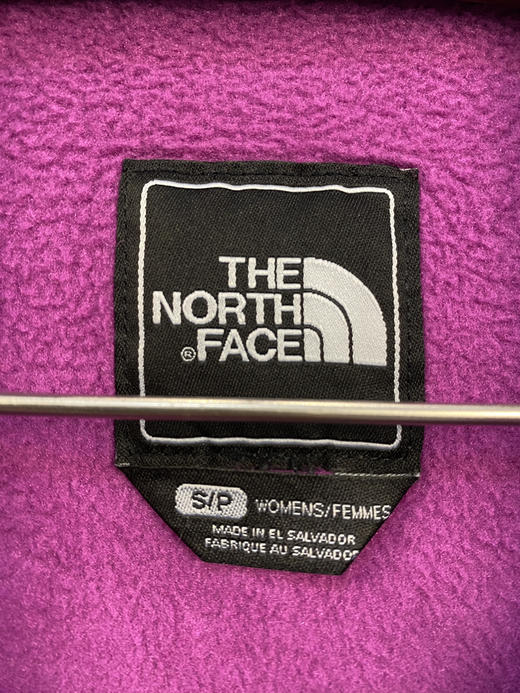 THE
NORTH
® FACE
S/P WOMENS/FEMMES
MADE IN EL SALVADOR
FABRIQUE AU SALVADOR